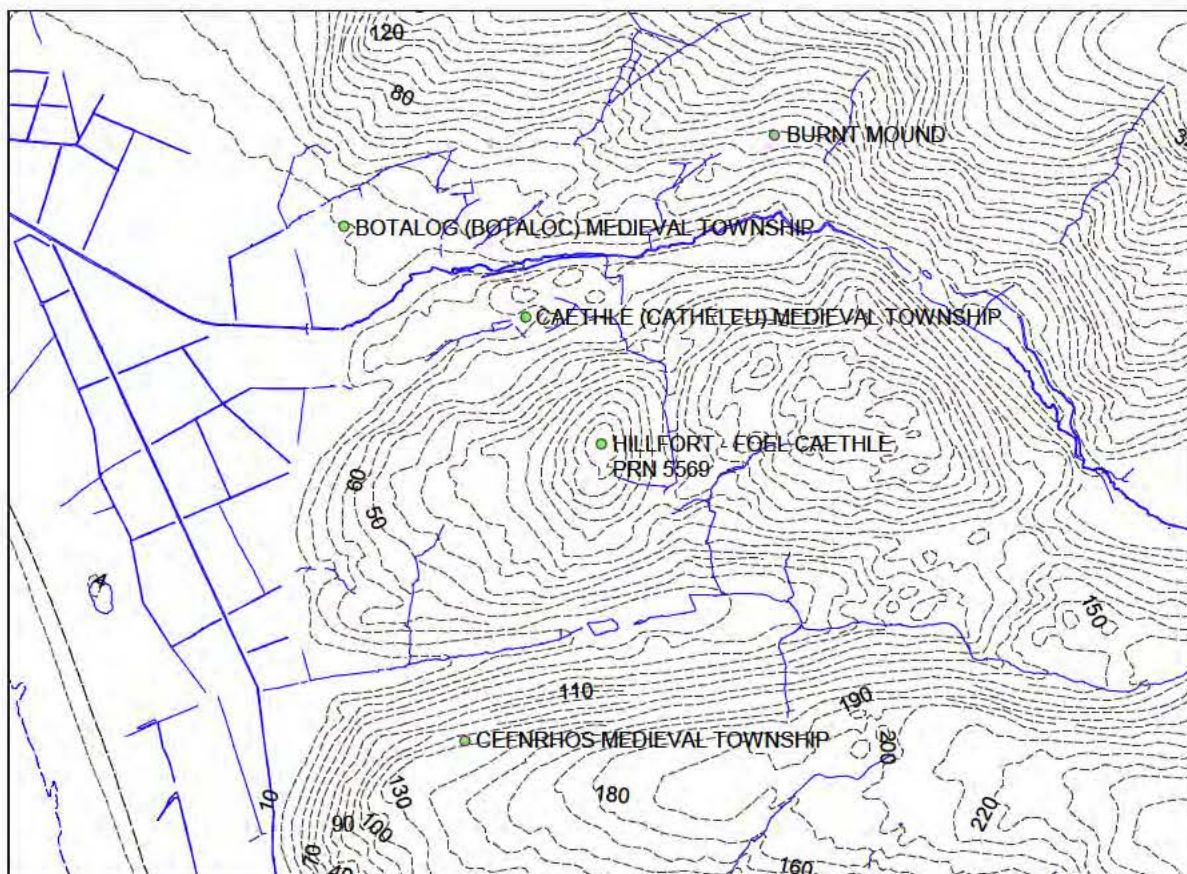 120
80
BURNT MOUND
BOTALOG (BOTALOC) MEDIEVAL TOWNSHIP
CAETHLE (CATHELEU) MEDIEVAL TOWNSHIP
HILLFORT - FOEL CAETHLE
PRN 5569
60
50
4
150
110
190
CEFNRHOS MEDIEVAL TOWNSHIP
200
10
130
180
220
90
100
70
160